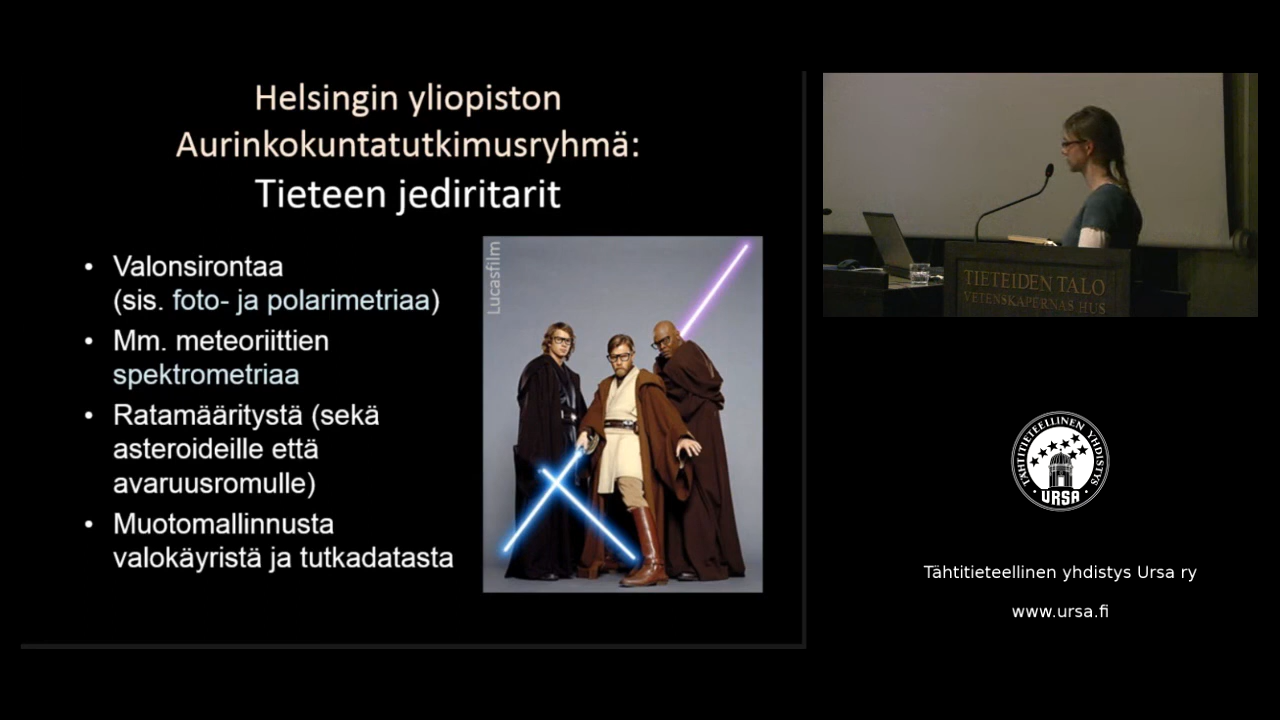 Helsingin yliopiston
Aurinkokuntatutkimusryhmä:
Tieteen jediritarit
• Valonsirontaa
(sis. foto- ja polarimetriaa)
• Mm. meteoriittien
spektrometriaa
• Ratamääritystä (sekä
asteroideille että
avaruusromulle)
• Muotomallinnusta
valokäyristä ja tutkadatasta
Lucasfilm
TIETEIDEN TALO
VETENSKAPERNAS HUS
TÄHTITIETEELLINEN YHDISTYS
URSA
Tähtitieteellinen yhdistys Ursa ry
www.ursa.fi